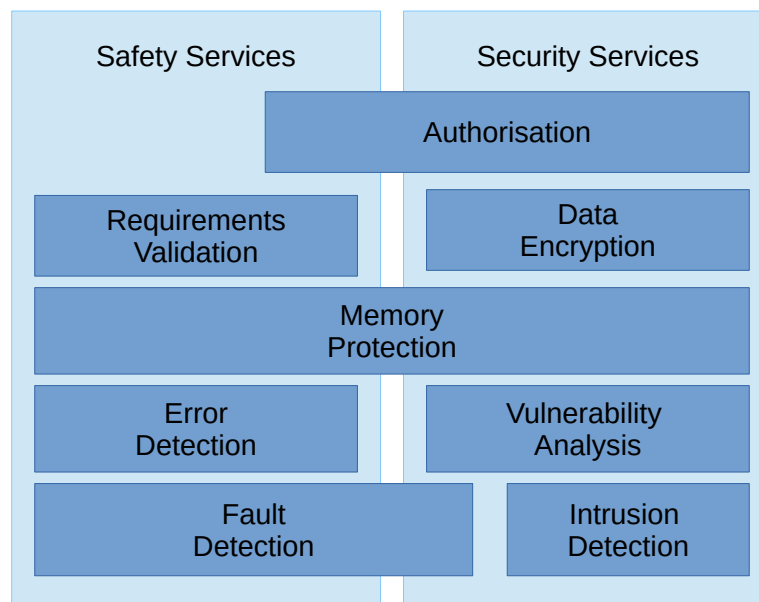 Safety Services
Security Services
Authorisation
Requirements
Validation
Data
Encryption
Memory
Protection
Error
Detection
Vulnerability
Analysis
Fault
Detection
Intrusion
Detection